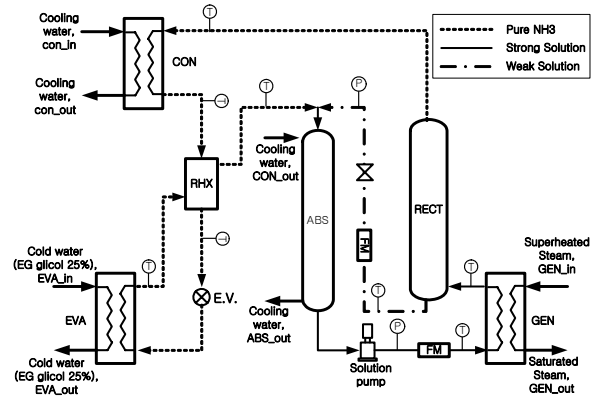 Cooling
water,
con_in
CON
Cooling
water,
con_out
T
T
T
P
Pure NH3
Strong Solution
Weak Solution
RHX
Cooling
water,
CON_out
ABS
RECT
FM
T
T
T
Cold water
(EG glicol 25%),
EVA_in
E.V.
EVA
Cooling
water,
ABS_out
Superheated
Steam,
GEN_in
GEN
T
P
T
FM
Cold water
(EG glicol 25%),
EVA_out
Solution
pump
Saturated
Steam,
GEN_out